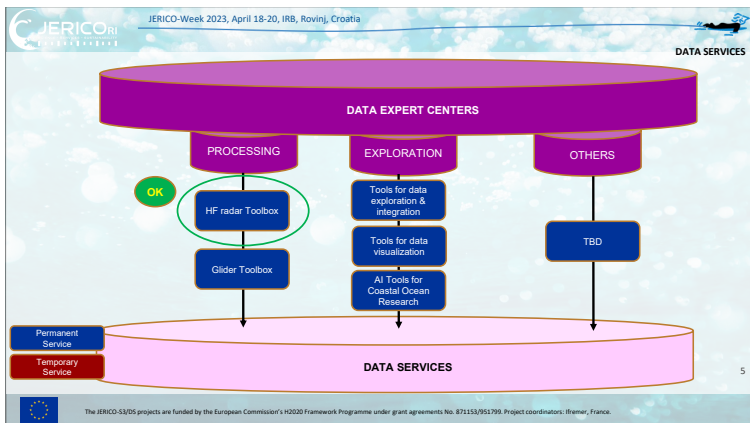 JERICO RI
JERICO-Week 2023, April 18-20, IRB, Rovinj, Croatia
DATA SERVICES
DATA EXPERT CENTERS
PROCESSING
EXPLORATION
OTHERS
OK
HF radar Toolbox
Glider Toolbox
Tools for data
exploration &
integration
Tools for data
visualization
AI Tools for
Coastal Ocean
Research
TBD
Permanent
Service
Temporary
Service
DATA SERVICES
5
The JERICO-S3/DS projects are funded by the European Commission's H2020 Framework Programme under grant agreements No. 871153/951799. Project coordinators: Ifremer, France.